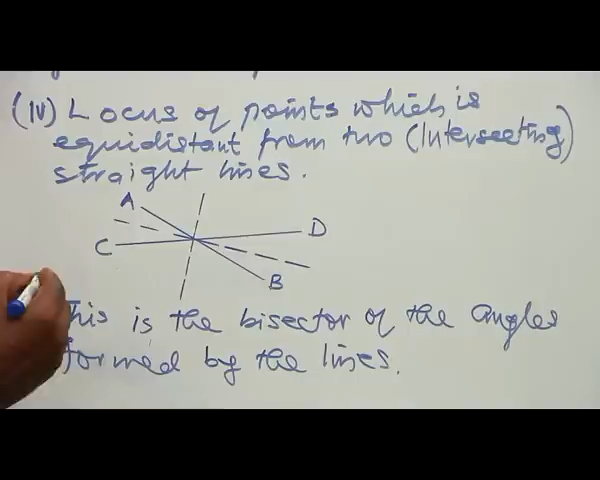 (iv) Locus of points which is
equidistant from two (Intersecting)
straight lines.
A
C
D
B
This is the bisector of the angles
formed by the lines.